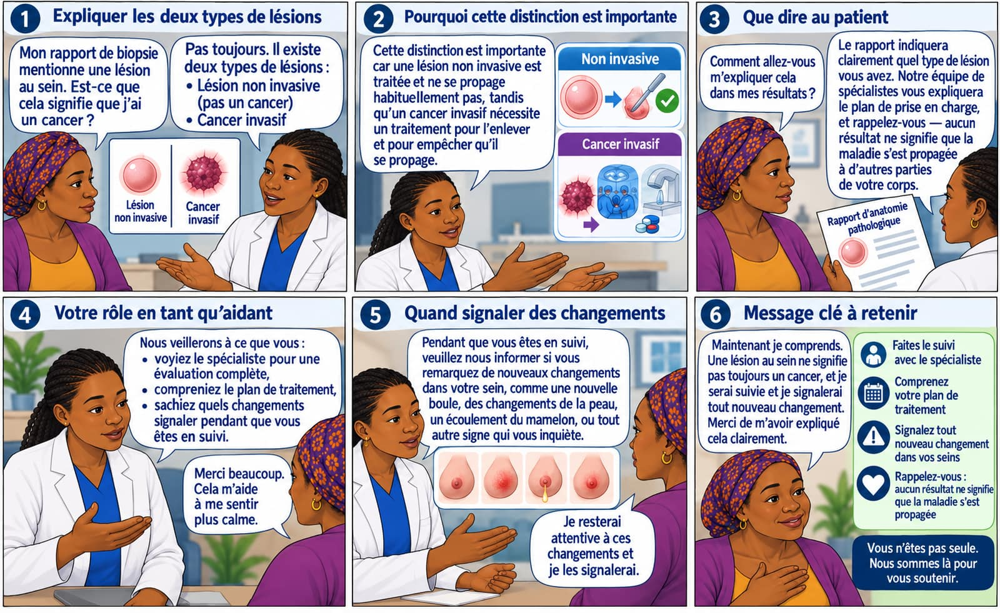 1 Expliquer les deux types de lésions
Mon rapport de biopsie
mentionne une lésion
au sein. Est-ce que
cela signifie que j'ai
un cancer ?
Pas toujours. Il existe
deux types de lésions :
• Lésion non invasive
(pas un cancer)
• Cancer invasif
Lésion
non invasive
Cancer
invasif
2 Pourquoi cette distinction est importante
Cette distinction est importante
car une lésion non invasive est
traitée et ne se propage
habituellement pas, tandis
qu'un cancer invasif nécessite
un traitement pour l'enlever
et pour empêcher qu'il
se propage.
Non invasive
Cancer invasif
3 Que dire au patient
Comment allez-vous
m'expliquer cela
dans mes résultats ?
Le rapport indiquera
clairement quel type de lésion
vous avez. Notre équipe de
spécialistes vous expliquera
le plan de prise en charge,
et rappelez-vous — aucun
résultat ne signifie que la
maladie s'est propagée
à d'autres parties
de votre corps.
Rapport d'anatomie
pathologique
4 Votre rôle en tant qu'aidant
Nous veillerons à ce que vous :
• voyiez le spécialiste pour une
évaluation complète,
• compreniez le plan de traitement,
• sachiez quels changements
signaler pendant que vous
êtes en suivi.
Merci beaucoup.
Cela m'aide
à me sentir
plus calme.
5 Quand signaler des changements
Pendant que vous êtes en suivi,
veuillez nous informer si vous
remarquez de nouveaux changements
dans votre sein, comme une nouvelle
boule, des changements de la peau,
un écoulement du mamelon, ou tout
autre signe qui vous inquiète.
Je resterai
attentive à ces
changements et
je les signalerai.
6 Message clé à retenir
Maintenant je comprends.
Une lésion au sein ne signifie
pas toujours un cancer, et je
serai suivie et je signalerai
tout nouveau changement.
Merci de m'avoir expliqué
cela clairement.
Faites le suivi
avec le spécialiste
Comprenez
votre plan de
traitement
Signalez tout
nouveau changement
dans vos seins
Rappelez-vous :
aucun résultat ne signifie
que la maladie s'est
propagée
Vous n'êtes pas seule.
Nous sommes là pour
vous soutenir.